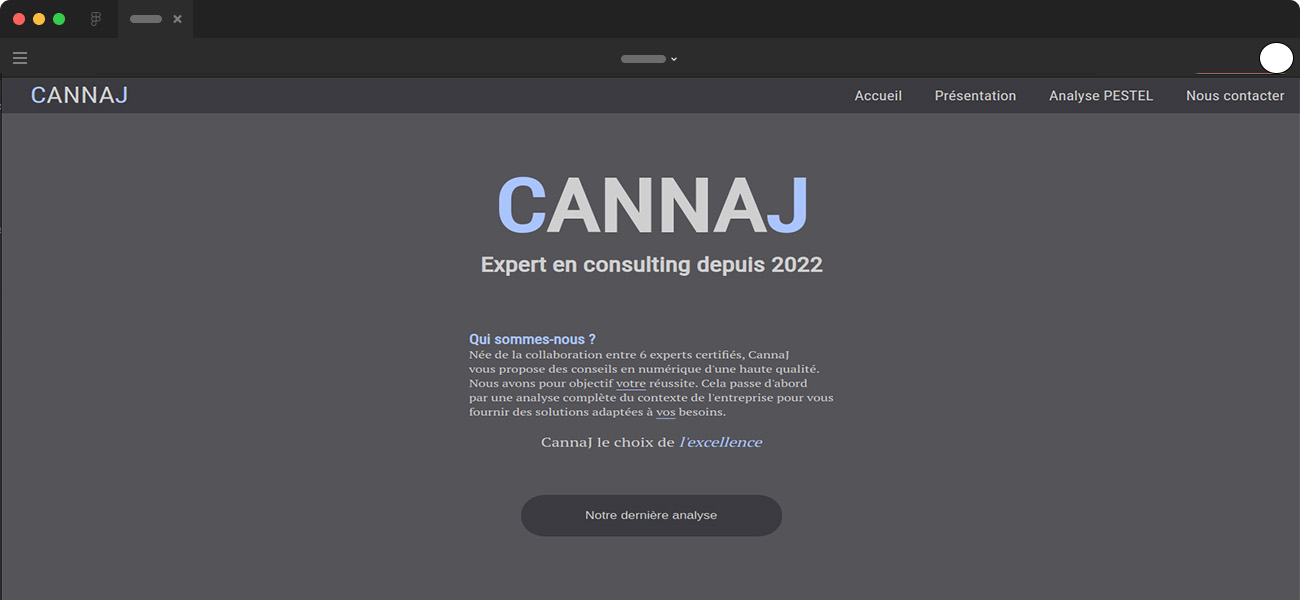 CANNAJ
Accueil Présentation Analyse PESTEL Nous contacter
CANNAJ
Expert en consulting depuis 2022
Qui sommes-nous ?
Née de la collaboration entre 6 experts certifiés, CannaJ
vous propose des conseils en numérique d'une haute qualité.
Nous avons pour objectif votre réussite. Cela passe d'abord
par une analyse complète du contexte de l'entreprise pour vous
fournir des solutions adaptées à vos besoins.
CannaJ le choix de l'excellence
Notre dernière analyse